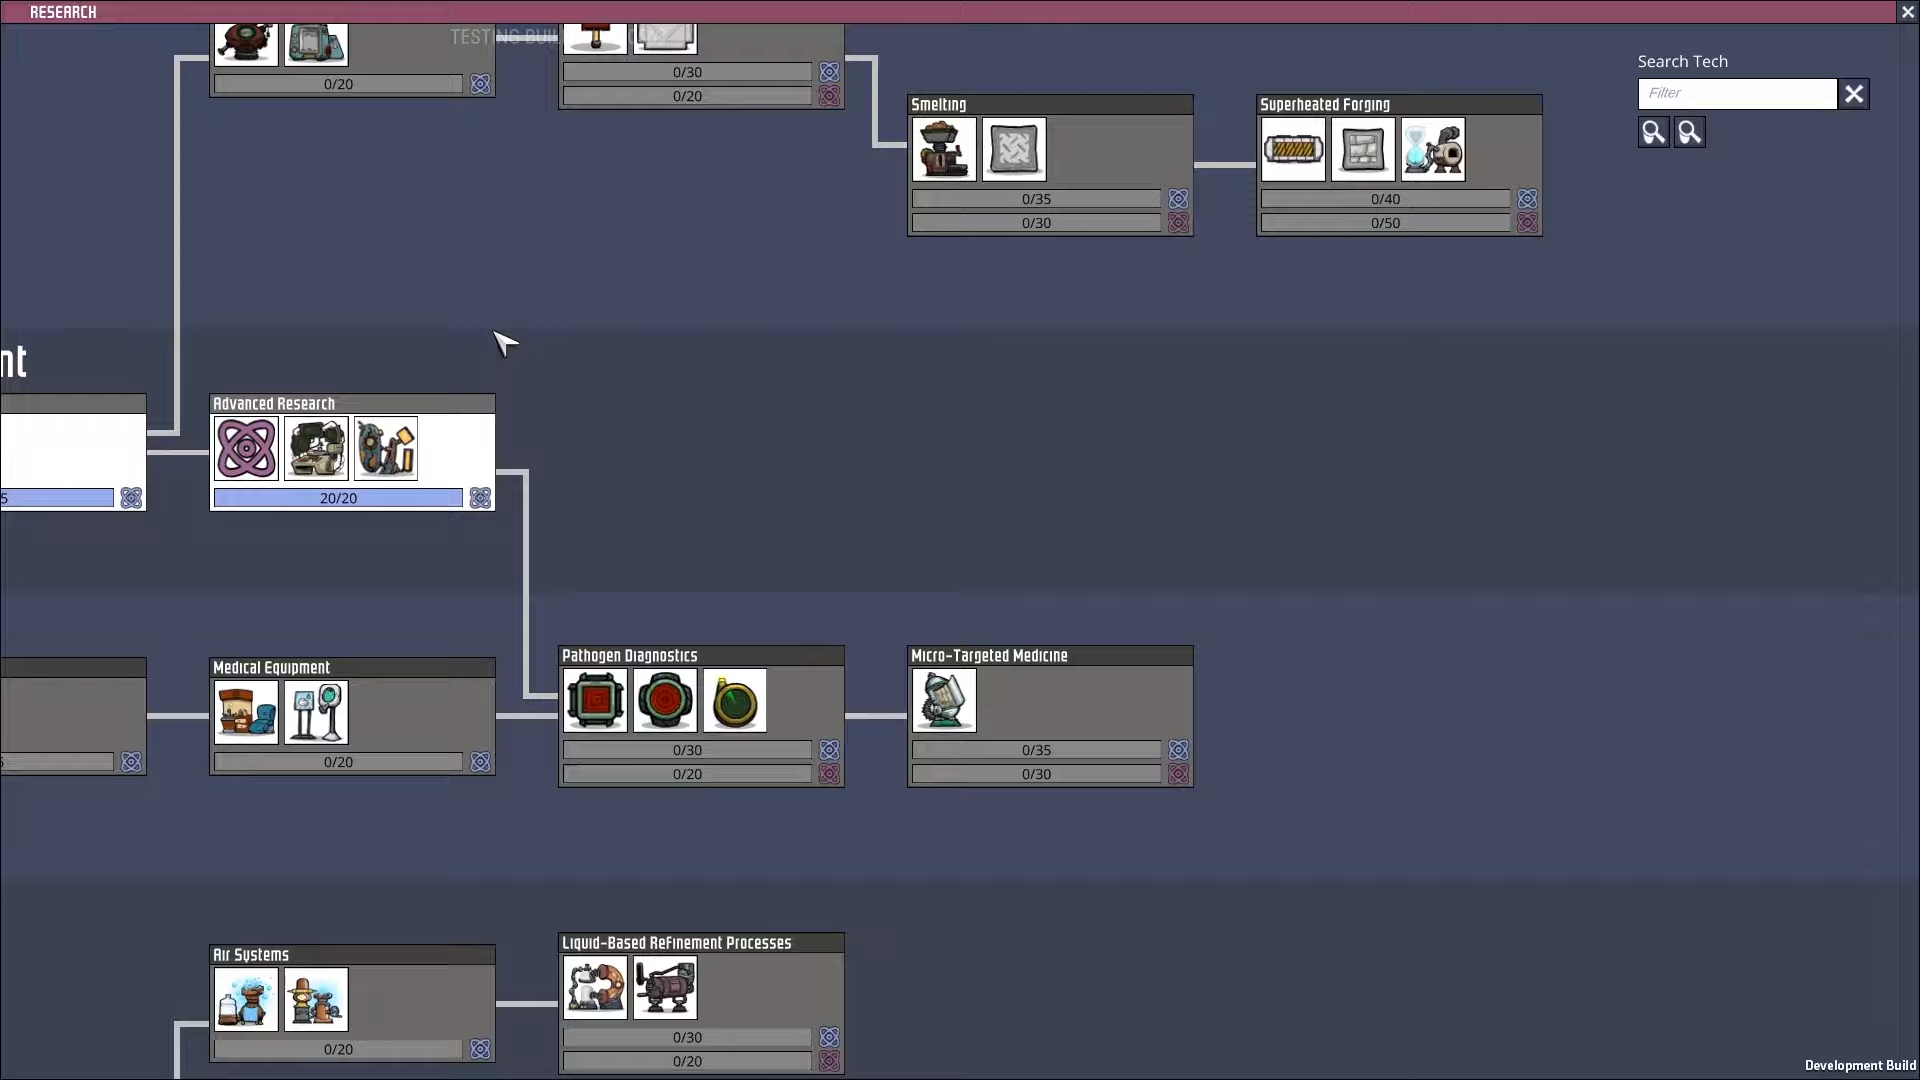 RESEARCH
TESTING BUIL
Search Tech
Filter
0/20
0/30
0/20
Smelting
0/35
0/30
Superheated Forging
0/40
0/50
nt
Advanced Research
5
20/20
Medical Equipment
0/20
Pathogen Diagnostics
0/30
0/20
Micro-Targeted Medicine
0/35
0/30
Air Systems
0/20
Liquid-Based Refinement Processes
0/30
0/20
Development Build